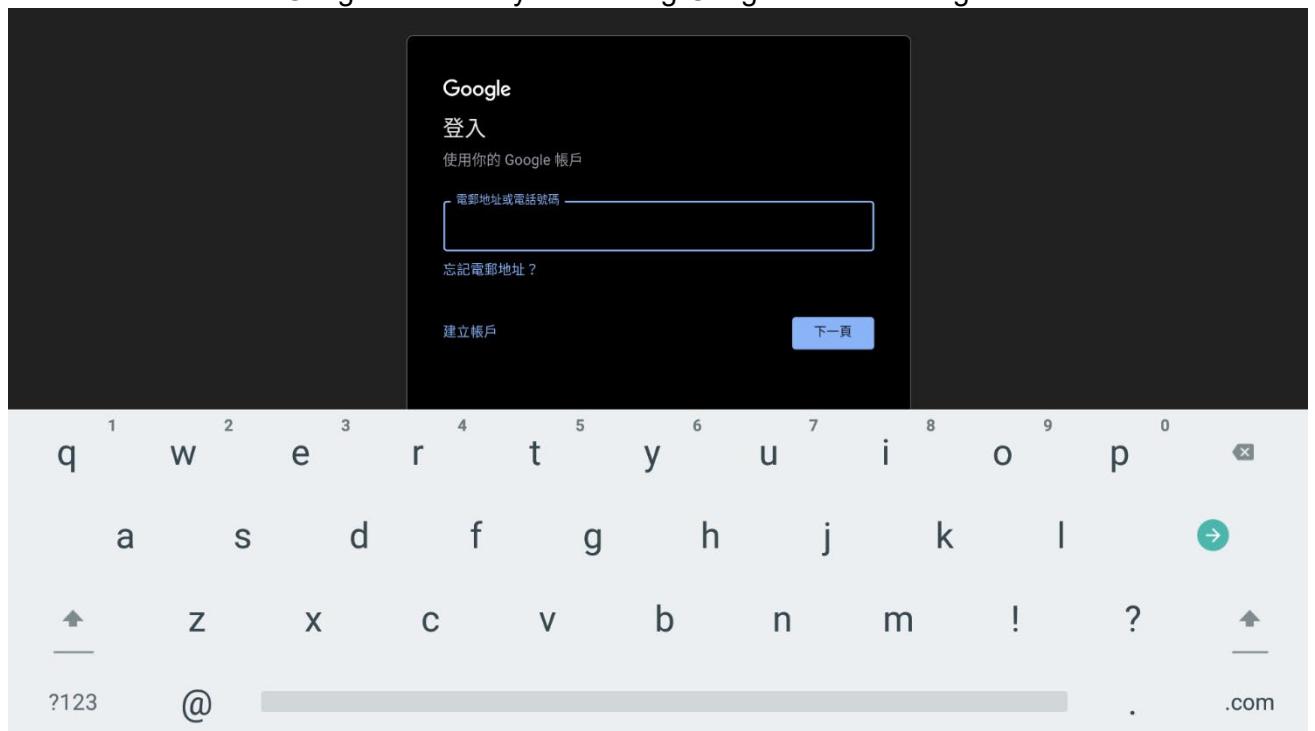 Google
登入
使用你的 Google 帳戶
電郵地址或電話號碼
忘記電郵地址？
建立帳戶 下一頁
q 1 w 2 e 3 r 4 t 5 y 6 u 7 i 8 o 9 p 0
a s d f g h j k l
z x c v b n m ! ?
?123 @ . .com